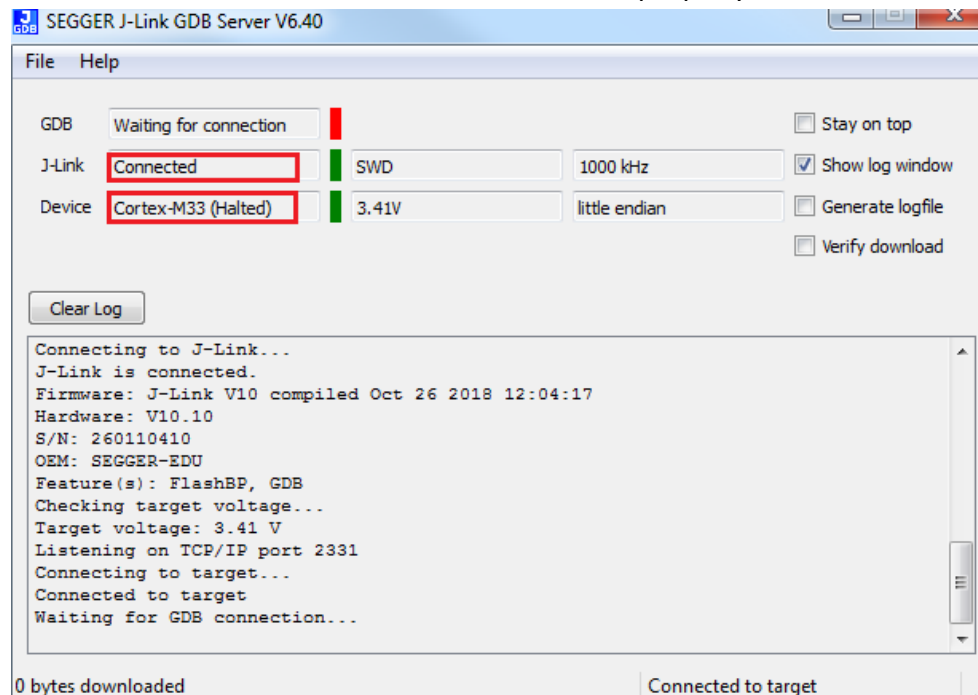 SEGGER J-Link GDB Server V6.40
File Help
GDB Waiting for connection Stay on top
J-Link Connected SWD 1000 kHz Show log window
Device Cortex-M33 (Halted) 3.41V little endian Generate logfile
Verify download
Clear Log
Connecting to J-Link...
J-Link is connected.
Firmware: J-Link V10 compiled Oct 26 2018 12:04:17
Hardware: V10.10
S/N: 260110410
OEM: SEGGER-EDU
Feature(s): FlashBP, GDB
Checking target voltage...
Target voltage: 3.41 V
Listening on TCP/IP port 2331
Connecting to target...
Connected to target
Waiting for GDB connection...
0 bytes downloaded Connected to target